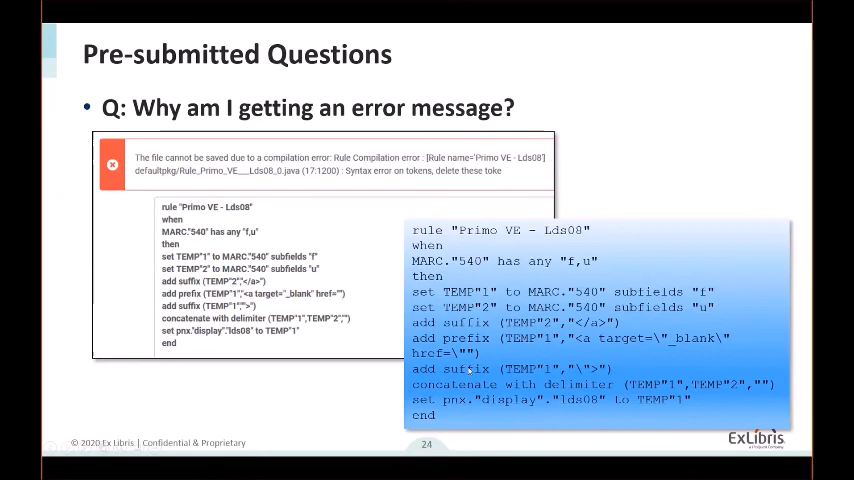 Pre-submitted Questions
• Q: Why am I getting an error message?
The file cannot be saved due to a compilation error: Rule Compilation error : [Rule name='Primo VE - Lds08']
defaultpkg/Rule_Primo_VE___Lds08_0.java (17:1200) : Syntax error on tokens, delete these toke
rule "Primo VE - Lds08"
when
MARC."540" has any "f,u"
then
set TEMP"1" to MARC."540" subfields "f"
set TEMP"2" to MARC."540" subfields "u"
add suffix (TEMP"2","</a>")
add prefix (TEMP"1","<a target="_blank" href="")
add suffix (TEMP"1","">")
concatenate with delimiter (TEMP"1",TEMP"2","")
set pnx."display"."lds08" to TEMP"1"
end
rule "Primo VE - Lds08"
when
MARC."540" has any "f,u"
then
set TEMP"1" to MARC."540" subfields "f"
set TEMP"2" to MARC."540" subfields "u"
add suffix (TEMP"2","</a>")
add prefix (TEMP"1","<a target=\"_blank\"
href=\"")
add suffix (TEMP"1","\">")
concatenate with delimiter (TEMP"1",TEMP"2","")
set pnx."display"."lds08" to TEMP"1"
end
© 2020 Ex Libris | Confidential & Proprietary
24
ExLibris
a ProQuest Company